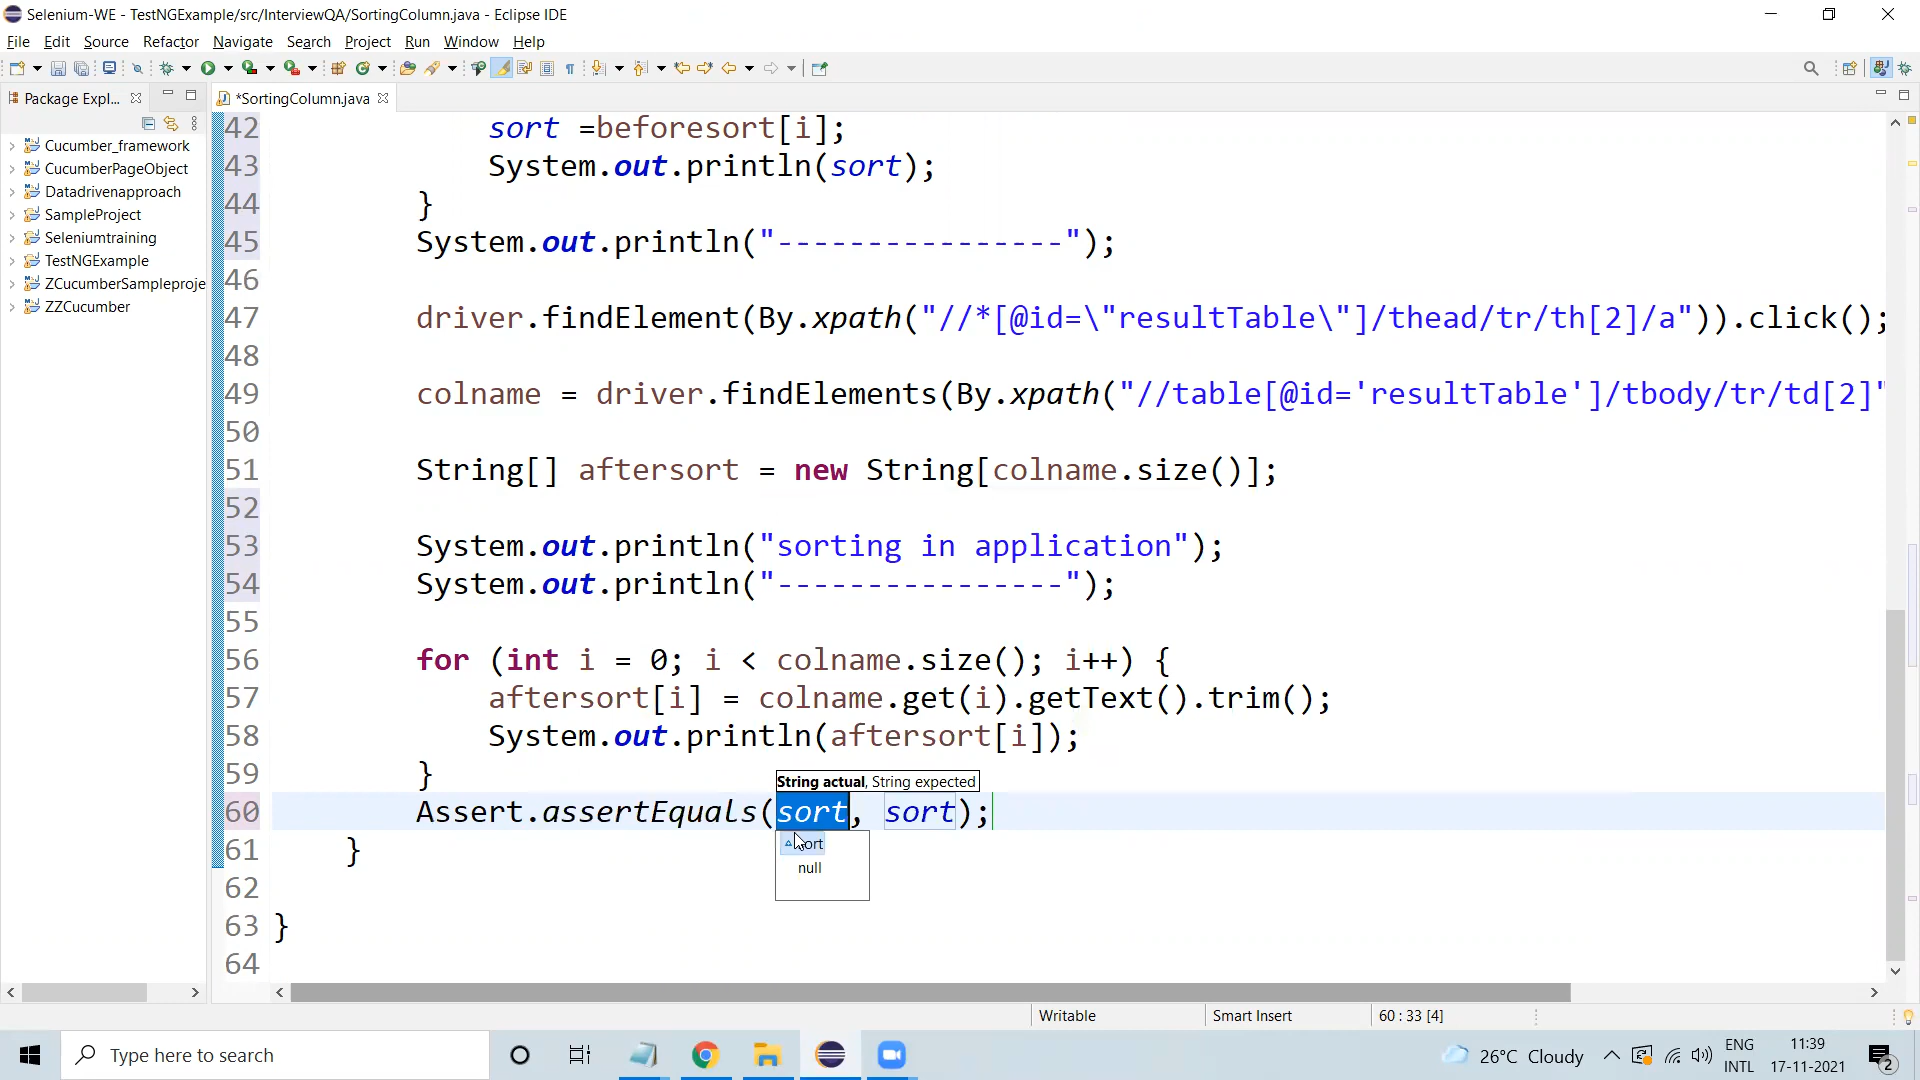 Selenium-WE - TestNGExample/src/InterviewQA/SortingColumn.java - Eclipse IDE
File Edit Source Refactor Navigate Search Project Run Window Help
Package Expl...
*SortingColumn.java
Cucumber_framework
CucumberPageObject
Datadrivenapproach
SampleProject
Seleniumtraining
TestNGExample
ZCucumberSampleproje
ZZCucumber
42 sort =beforesort[i];
43 System.out.println(sort);
44 }
45 System.out.println("----------------");
46
47 driver.findElement(By.xpath("//*[@id=\"resultTable\"]/thead/tr/th[2]/a")).click();
48
49 colname = driver.findElements(By.xpath("//table[@id='resultTable']/tbody/tr/td[2]"
50
51 String[] aftersort = new String[colname.size()];
52
53 System.out.println("sorting in application");
54 System.out.println("----------------");
55
56 for (int i = 0; i < colname.size(); i++) {
57 aftersort[i] = colname.get(i).getText().trim();
58 System.out.println(aftersort[i]);
59 }
String actual, String expected
60 Assert.assertEquals(sort, sort);
61 }
sort
null
62
63 }
64
Writable Smart Insert 60 : 33 [4]
Type here to search
26°C Cloudy
ENG
INTL
11:39
17-11-2021
2